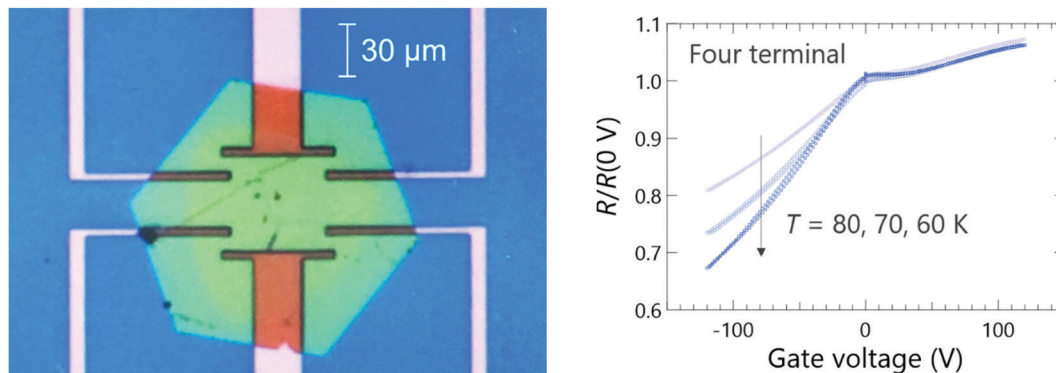 30 µm
Four terminal
T = 80, 70, 60 K
R/R(0 V)
1.1
1.0
0.9
0.8
0.7
0.6
-100
0
100
Gate voltage (V)